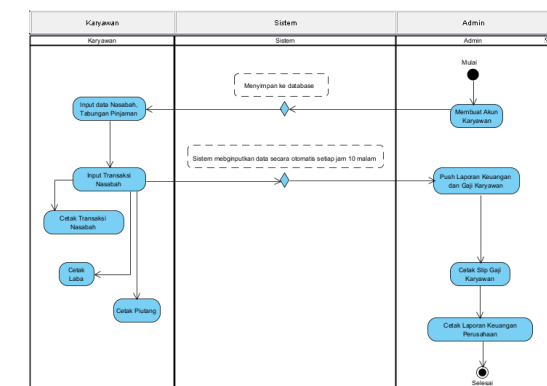 Karyawan
Sistem
Admin
Karyawan
Sistem
Admin
Mulai
Menyimpan ke database
Input data Nasabah,
Tabungan Pinjaman
Membuat Akun
Karyawan
Sistem mebginputkan data secara otomatis setiap jam 10 malam
Input Transaksi
Nasabah
Push Laporan Keuangan
dan Gaji Karyawan
Cetak Transaksi
Nasabah
Cetak
Laba
Cetak Slip Gaji
Karyawan
Cetak Piutang
Cetak Laporan Keuangan
Perusahaan
Selesai